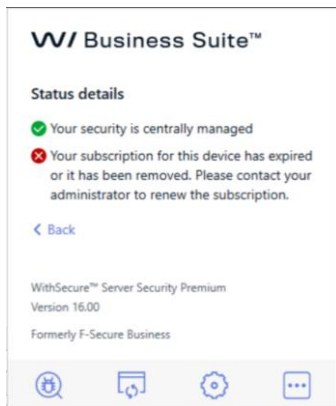 W/ Business Suite™
Status details
Your security is centrally managed
Your subscription for this device has expired
or it has been removed. Please contact your
administrator to renew the subscription.
Back
WithSecure™ Server Security Premium
Version 16.00
Formerly F-Secure Business